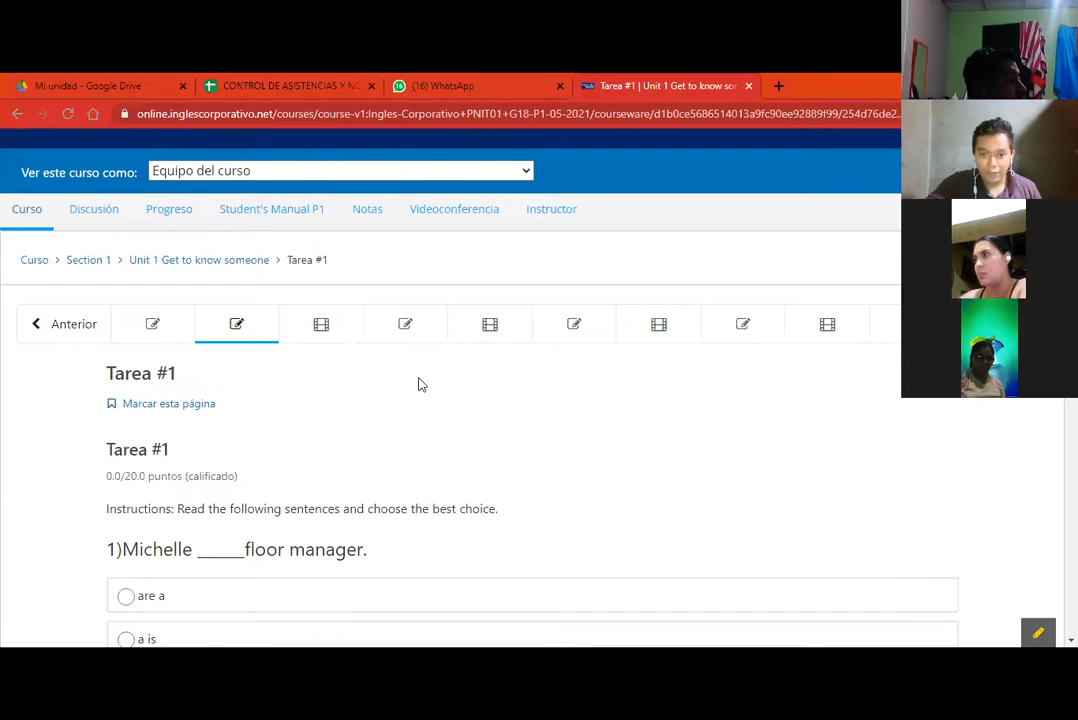 Mi unidad - Google Drive
CONTROL DE ASISTENCIAS Y NO
(16) WhatsApp
Tarea #1 | Unit 1 Get to know som
online.inglescorporativo.net/courses/course-v1:Ingles-Corporativo+PNIT01+G18-P1-05-2021/courseware/d1b0ce5686514013a9fc90ee92889f99/254d76de2...
Ver este curso como:
Equipo del curso
Curso
Discusión
Progreso
Student's Manual P1
Notas
Videoconferencia
Instructor
Curso > Section 1 > Unit 1 Get to know someone > Tarea #1
Anterior
Tarea #1
Marcar esta página
Tarea #1
0.0/20.0 puntos (calificado)
Instructions: Read the following sentences and choose the best choice.
1)Michelle _____floor manager.
are a
a is